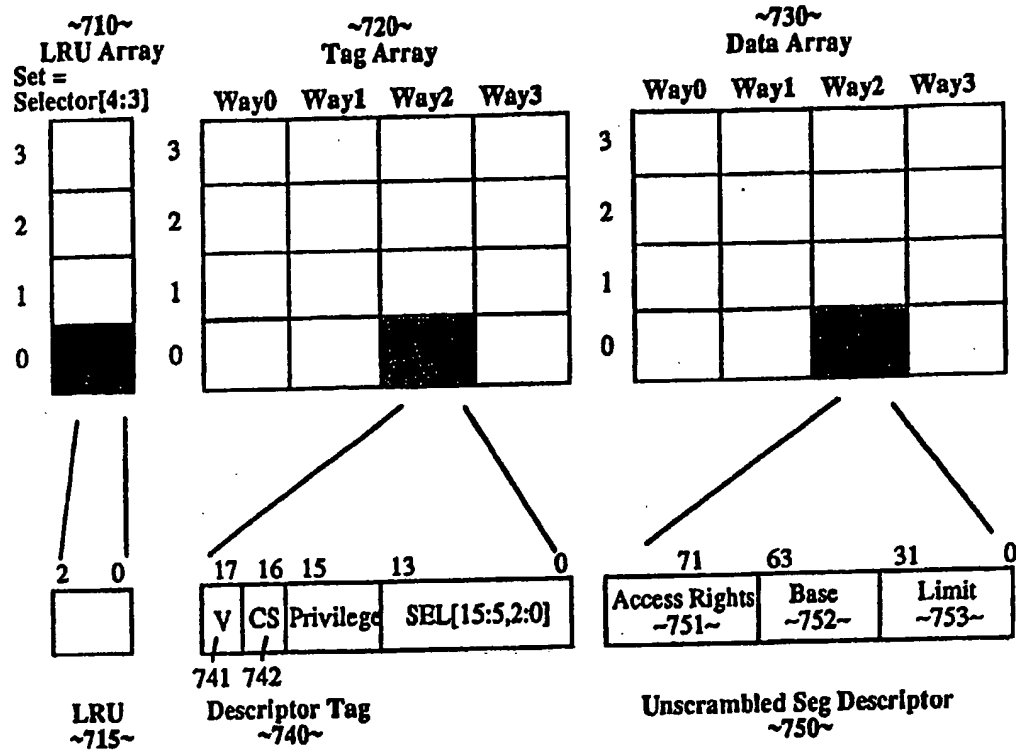 ~710~
LRU Array
Set =
Selector[4:3]
3
2
1
0
~720~
Tag Array
Way0 Way1 Way2 Way3
3
2
1
0
~730~
Data Array
Way0 Way1 Way2 Way3
3
2
1
0
2 0
LRU
~715~
17 16 15 13 0
V CS Privilege SEL[15:5,2:0]
741 742
Descriptor Tag
~740~
71 63 31 0
Access Rights Base Limit
~751~ ~752~ ~753~
Unscrambled Seg Descriptor
~750~